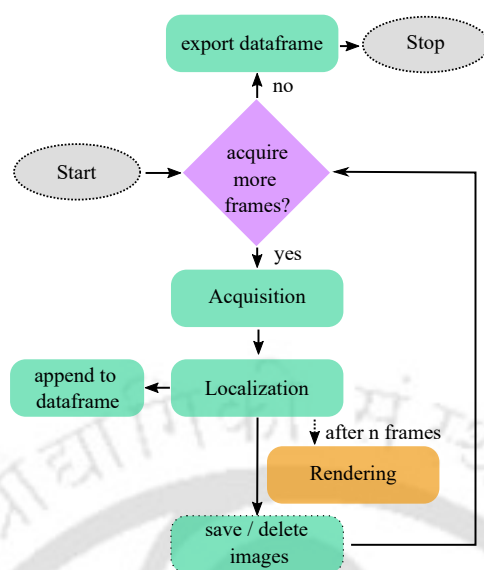 export dataframe
Stop
no
Start
acquire
more
frames?
yes
Acquisition
append to
dataframe
Localization
after n frames
Rendering
save / delete
images